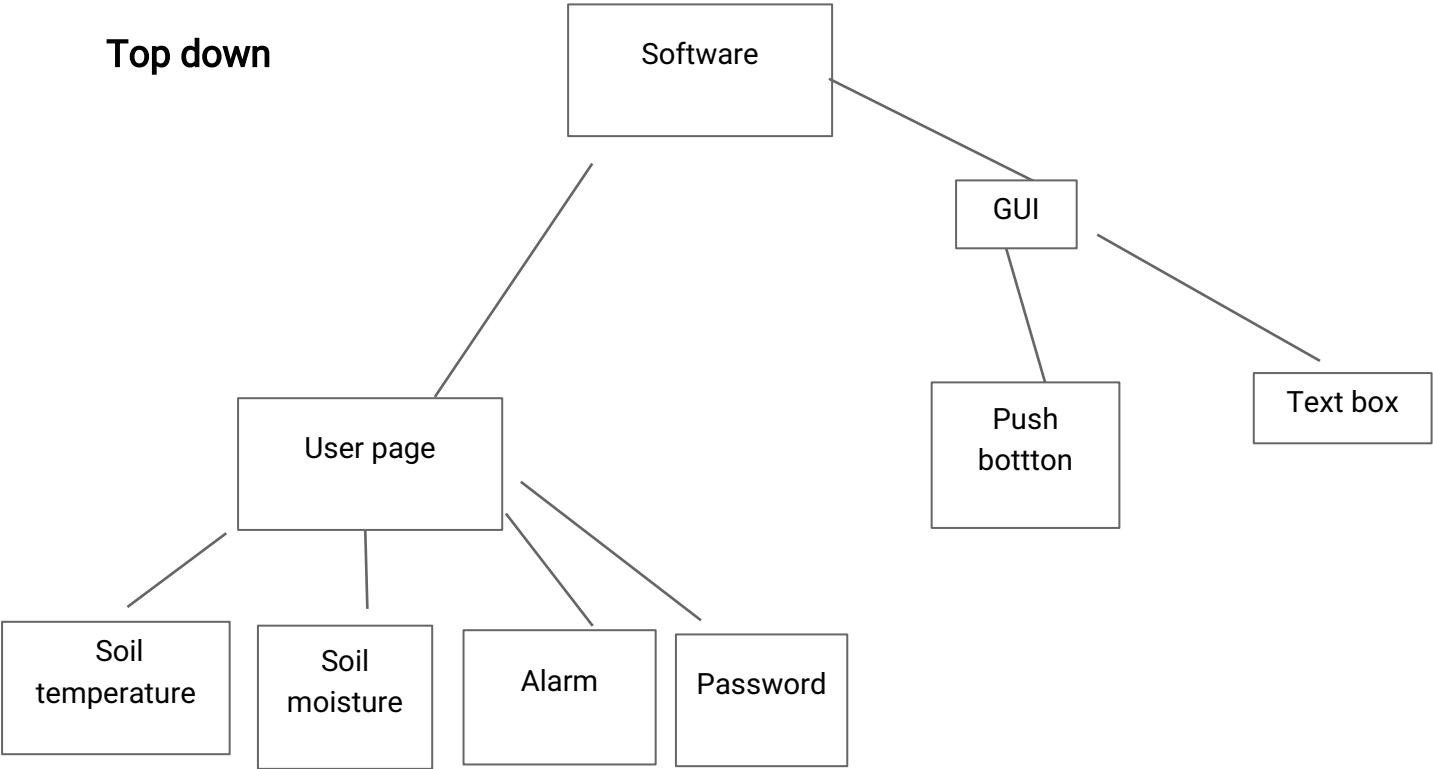 Top down
Software
GUI
Push
bottton
Text box
User page
Soil
temperature
Soil
moisture
Alarm
Password